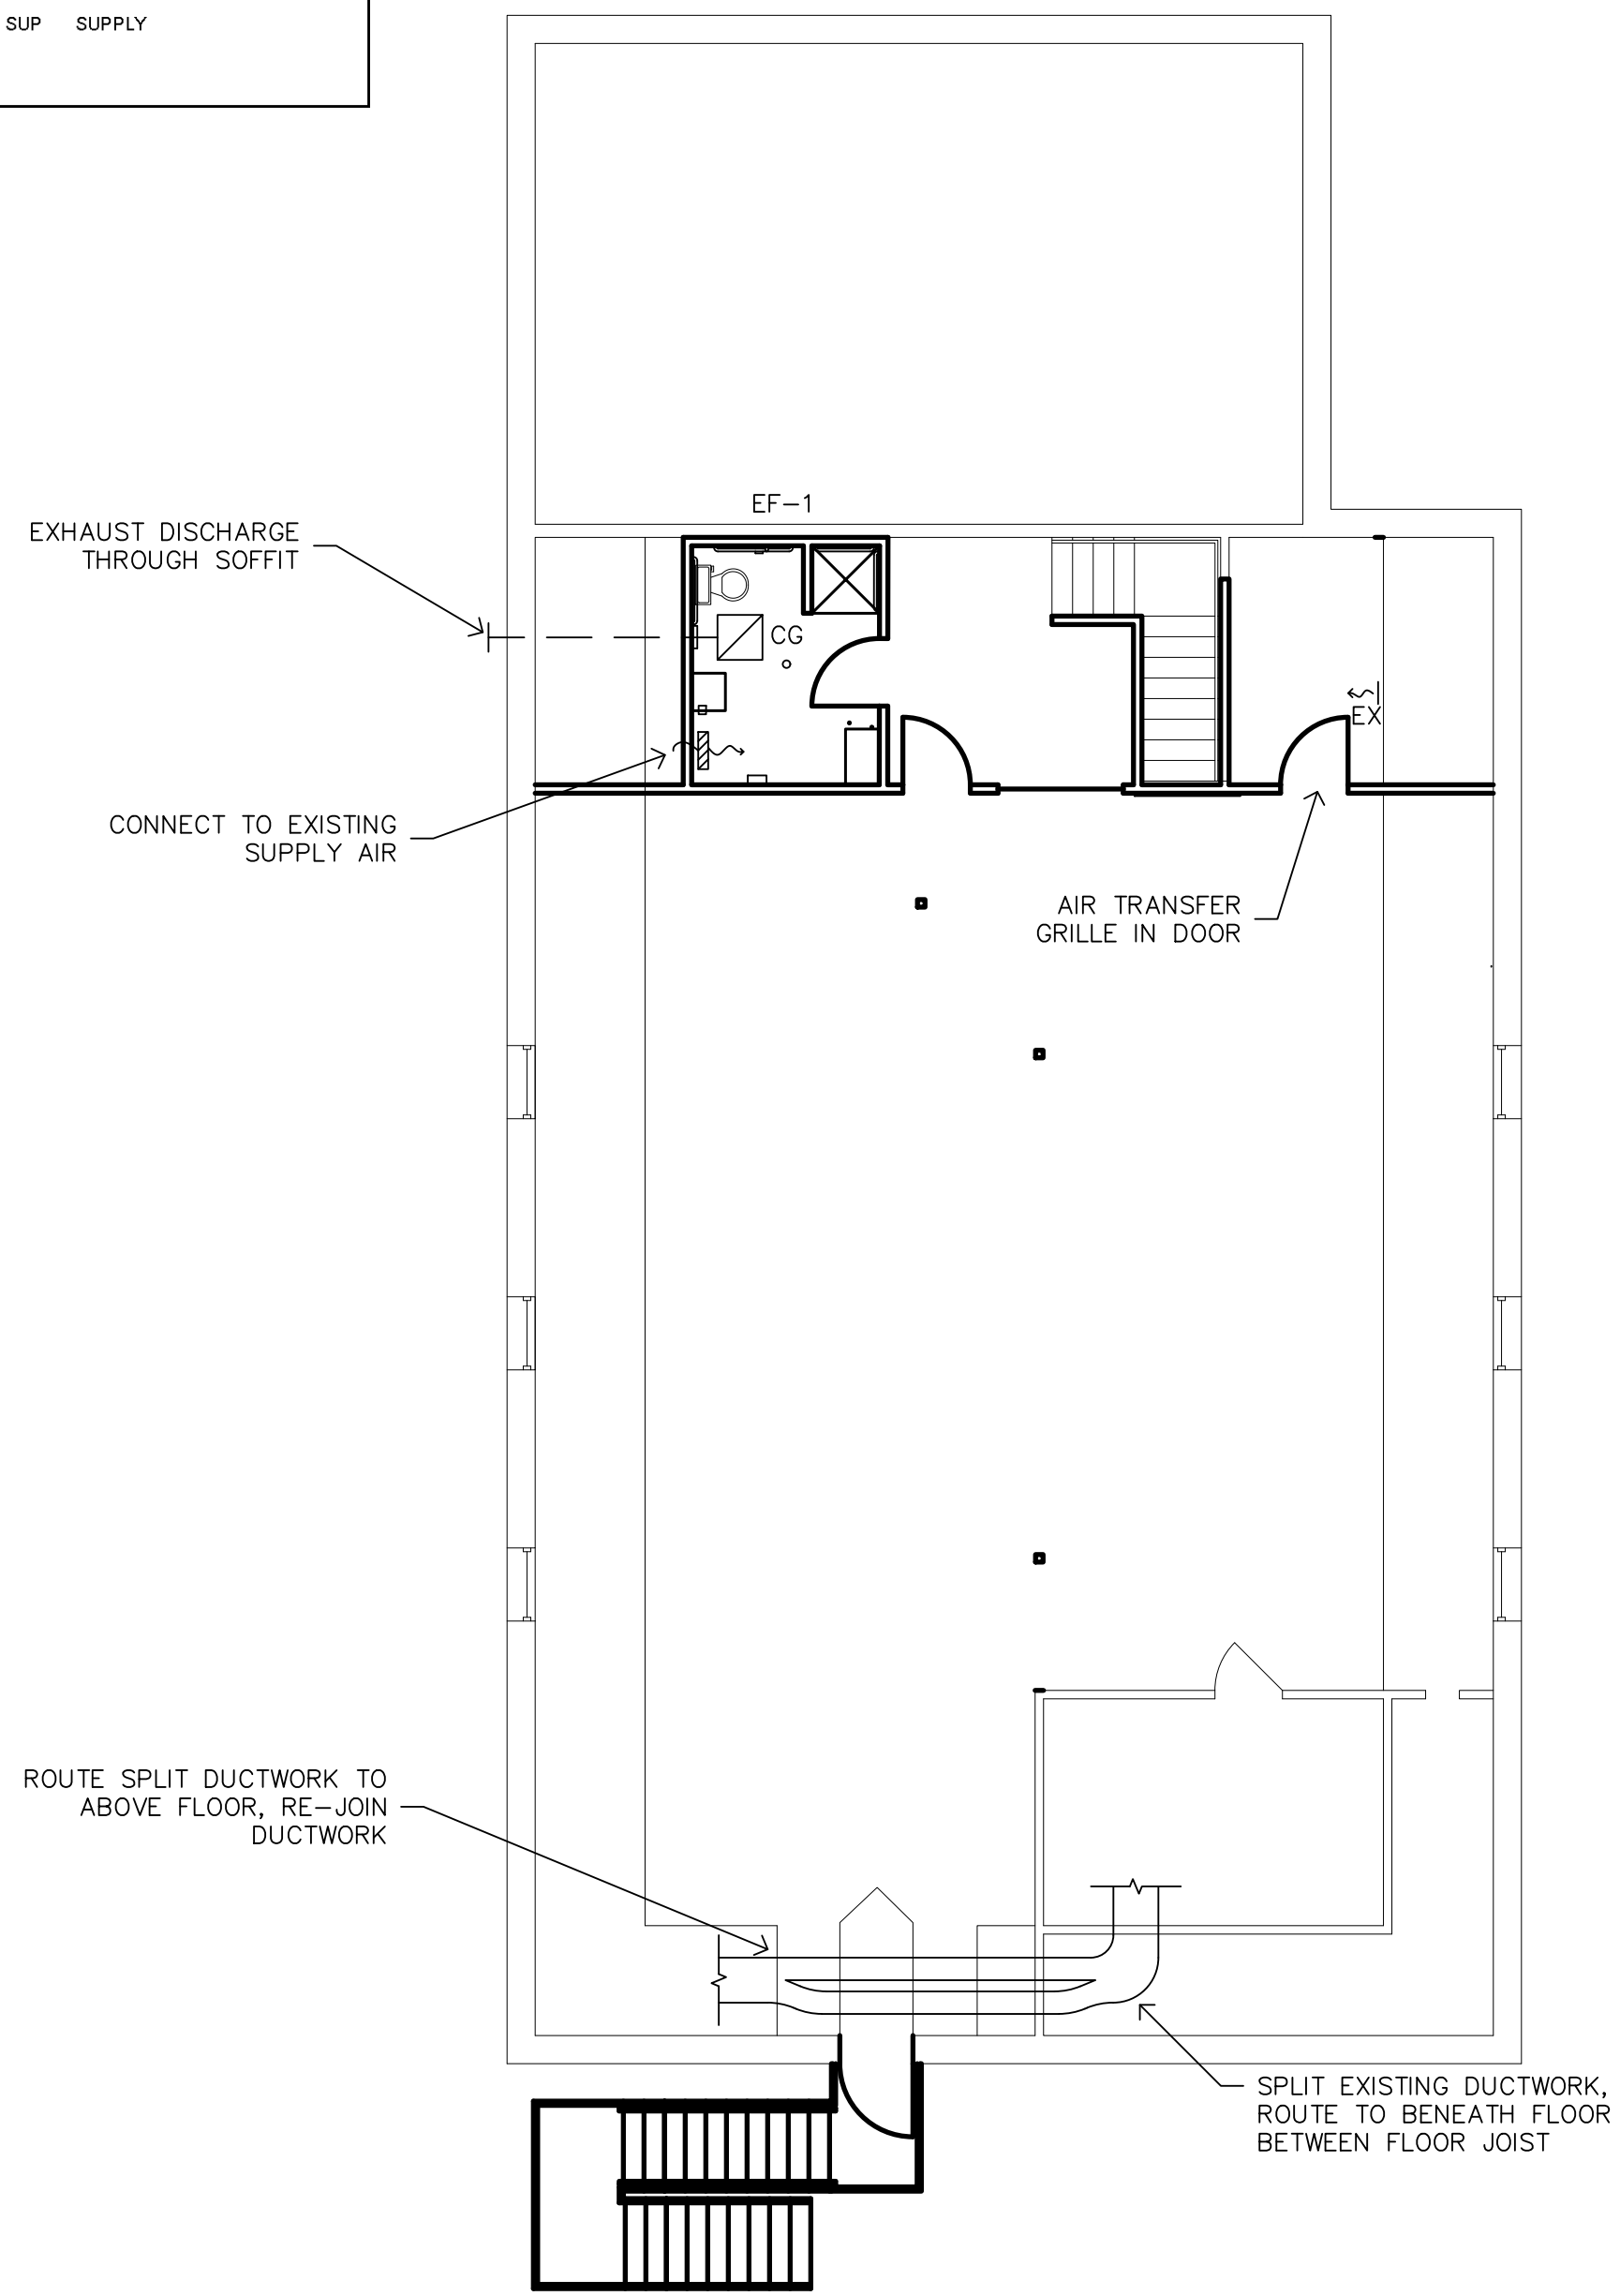 SUP SUPPLY
EF-1
EXHAUST DISCHARGE
THROUGH SOFFIT
CG
EX
CONNECT TO EXISTING
SUPPLY AIR
AIR TRANSFER
GRILLE IN DOOR
ROUTE SPLIT DUCTWORK TO
ABOVE FLOOR, RE-JOIN
DUCTWORK
SPLIT EXISTING DUCTWORK,
ROUTE TO BENEATH FLOOR
BETWEEN FLOOR JOIST